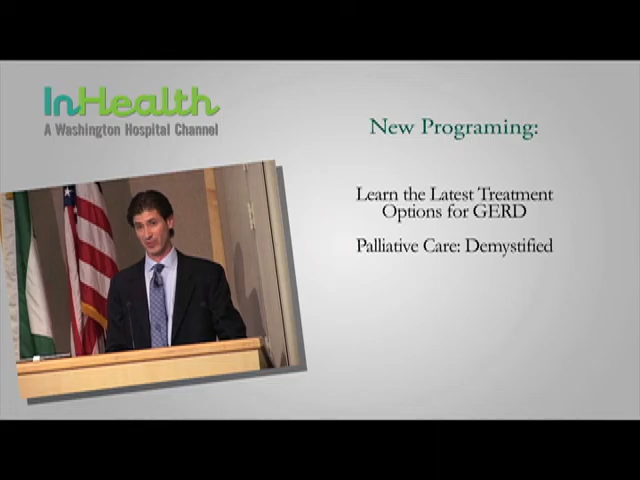 InHealth
A Washington Hospital Channel
New Programing:
Learn the Latest Treatment
Options for GERD
Palliative Care: Demystified